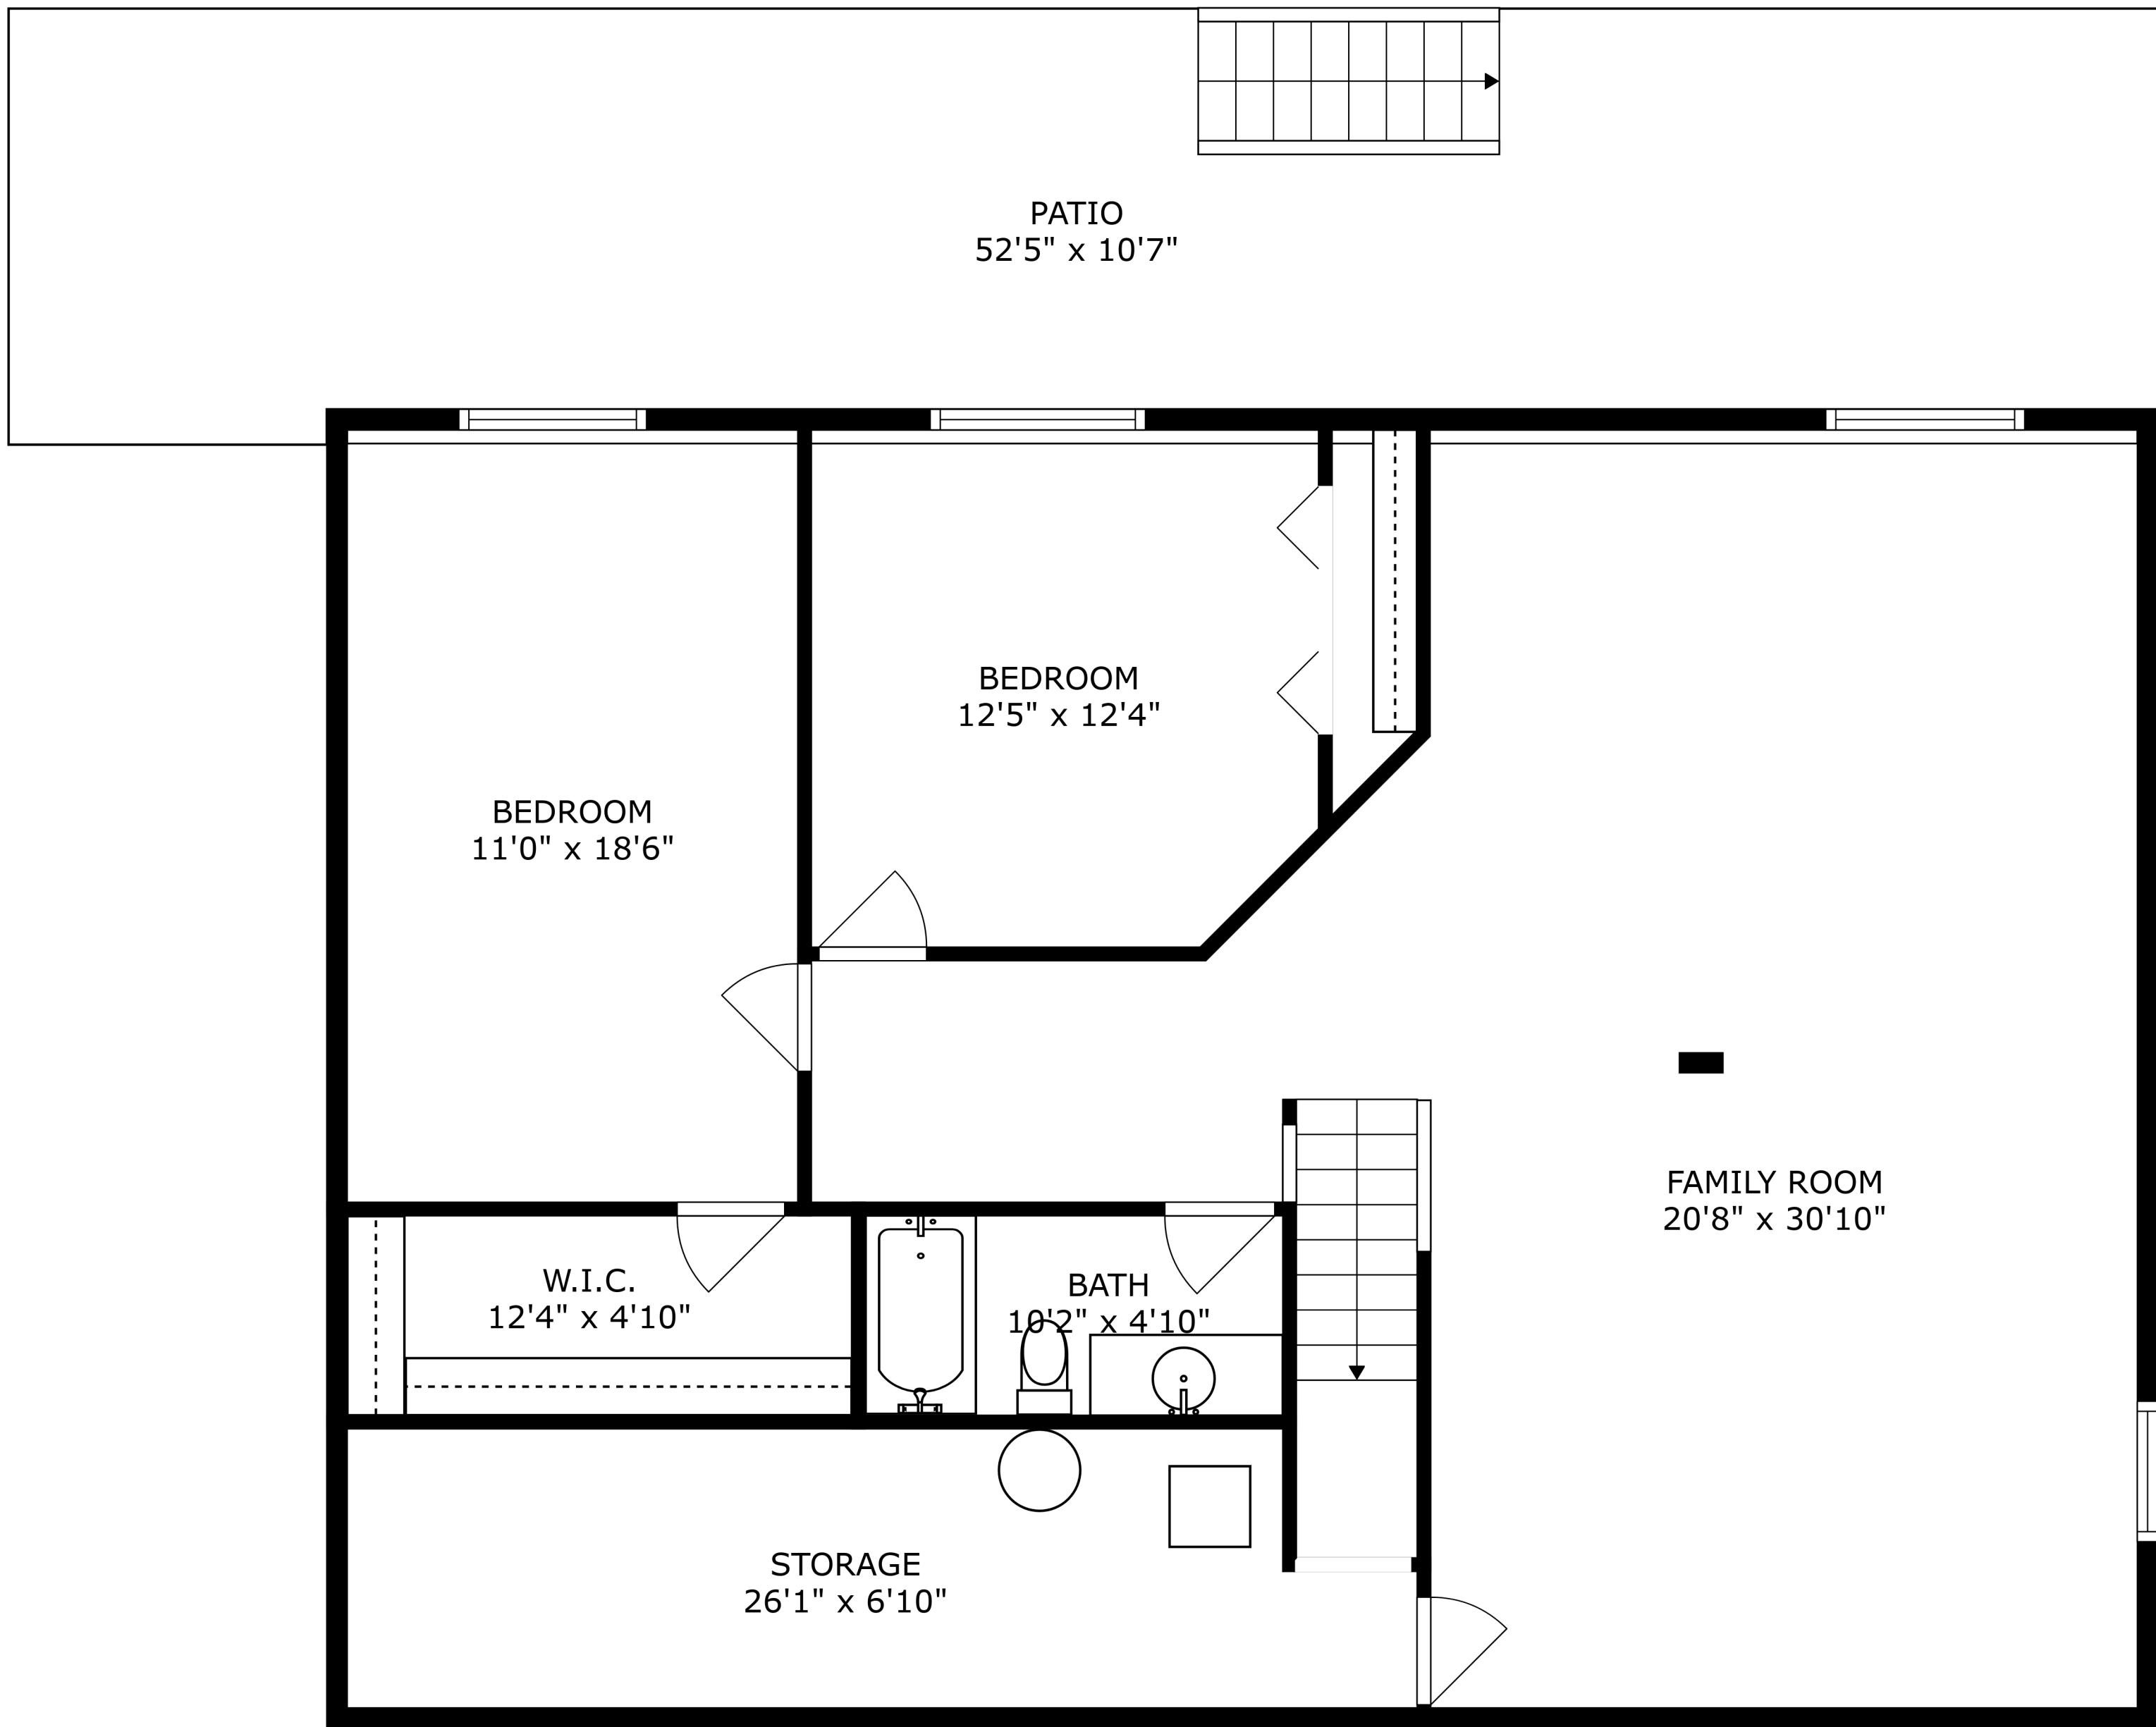 PATIO
52'5" x 10'7"
BEDROOM
12'5" x 12'4"
BEDROOM
11'0" x 18'6"
FAMILY ROOM
20'8" x 30'10"
W.I.C.
12'4" x 4'10"
BATH
10'2" x 4'10"
STORAGE
26'1" x 6'10"